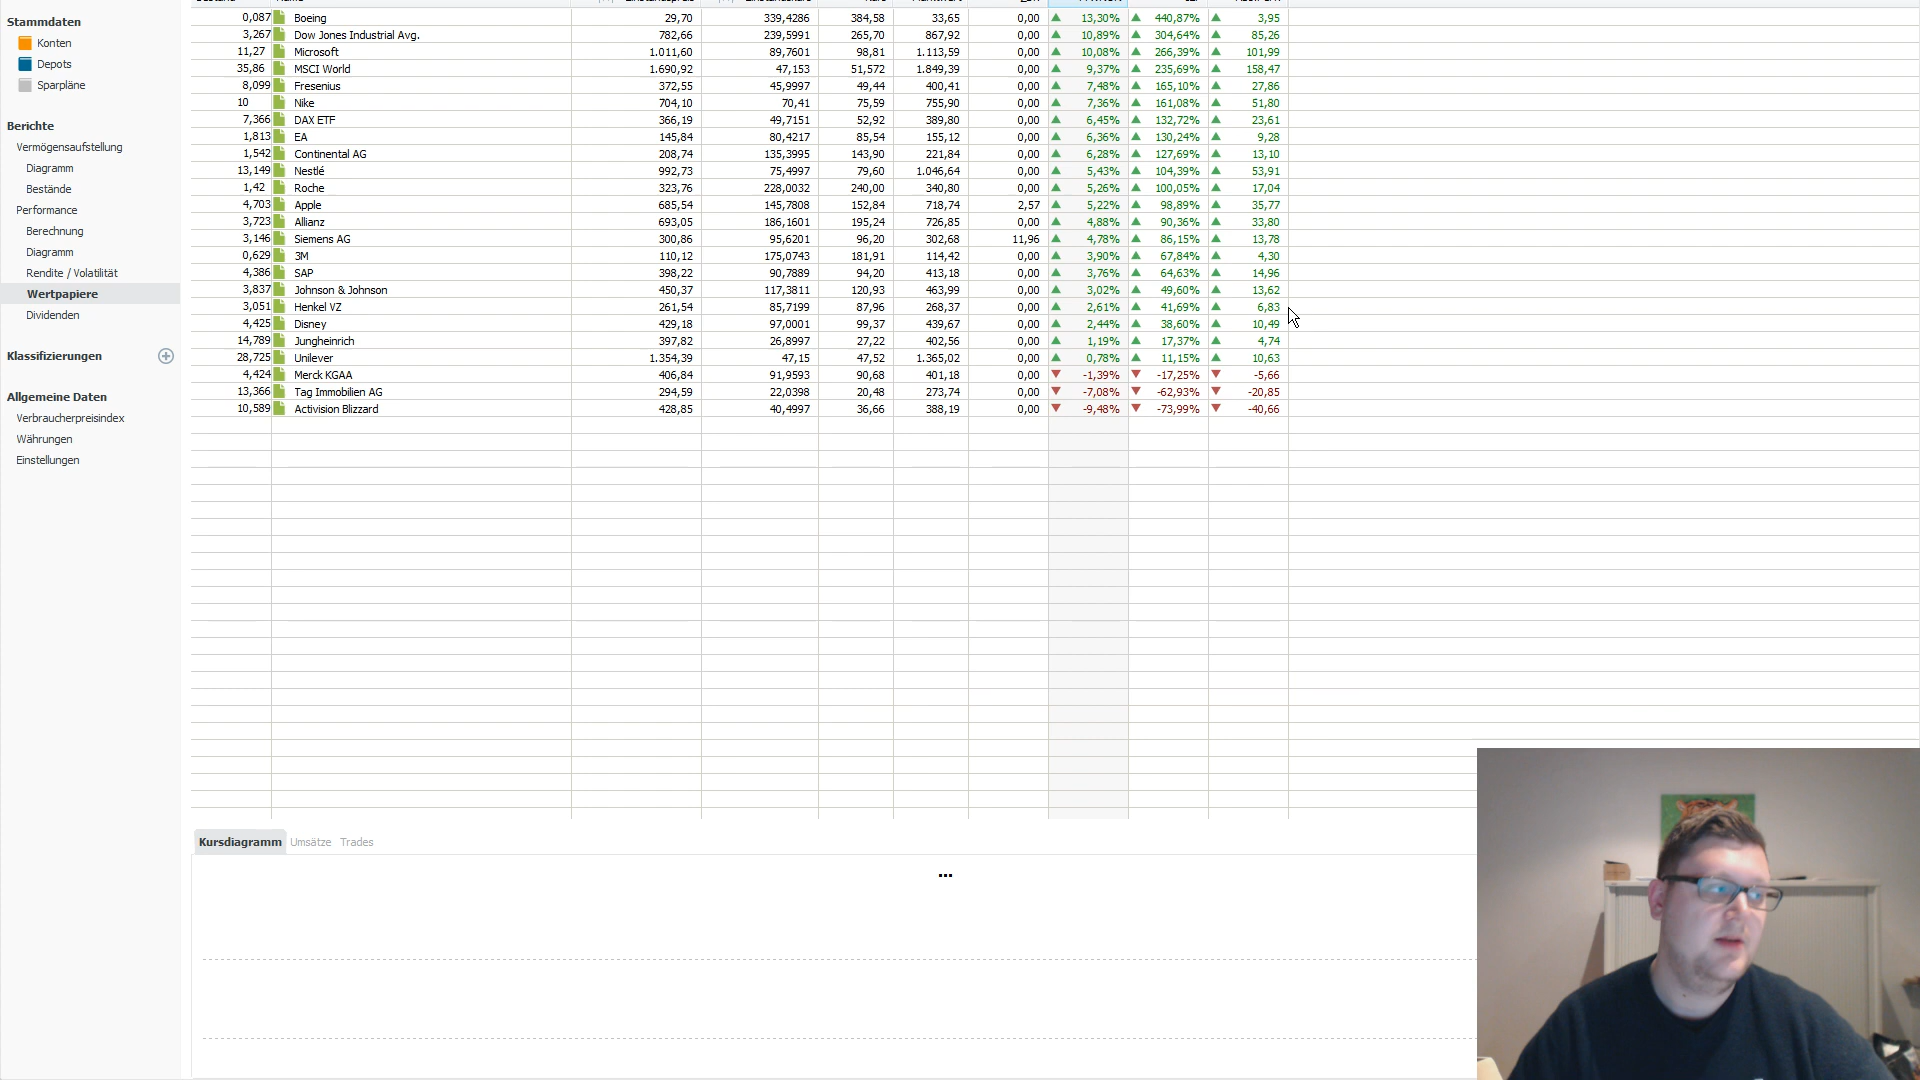 Stammdaten
Konten
Depots
Sparpläne
Berichte
Vermögensaufstellung
Diagramm
Bestände
Performance
Berechnung
Diagramm
Rendite / Volatilität
Wertpapiere
Dividenden
Klassifizierungen
Allgemeine Daten
Verbraucherpreisindex
Währungen
Einstellungen
0,087 Boeing 29,70 339,4286 384,58 33,65 0,00 13,30% 440,87% 3,95
3,267 Dow Jones Industrial Avg. 782,66 239,5991 265,70 867,92 0,00 10,89% 304,64% 85,26
11,27 Microsoft 1.011,60 89,7601 98,81 1.113,59 0,00 10,08% 266,39% 101,99
35,86 MSCI World 1.690,92 47,153 51,572 1.849,39 0,00 9,37% 235,69% 158,47
8,099 Fresenius 372,55 45,9997 49,44 400,41 0,00 7,48% 165,10% 27,86
10 Nike 704,10 70,41 75,59 755,90 0,00 7,36% 161,08% 51,80
7,366 DAX ETF 366,19 49,7151 52,92 389,80 0,00 6,45% 132,72% 23,61
1,813 EA 145,84 80,4217 85,54 155,12 0,00 6,36% 130,24% 9,28
1,542 Continental AG 208,74 135,3995 143,90 221,84 0,00 6,28% 127,69% 13,10
13,149 Nestlé 992,73 75,4997 79,60 1.046,64 0,00 5,43% 104,39% 53,91
1,42 Roche 323,76 228,0032 240,00 340,80 0,00 5,26% 100,05% 17,04
4,703 Apple 685,54 145,7808 152,84 718,74 2,57 5,22% 98,89% 35,77
3,723 Allianz 693,05 186,1601 195,24 726,85 0,00 4,88% 90,36% 33,80
3,146 Siemens AG 300,86 95,6201 96,20 302,68 11,96 4,78% 86,15% 13,78
0,629 3M 110,12 175,0743 181,91 114,42 0,00 3,90% 67,84% 4,30
4,386 SAP 398,22 90,7889 94,20 413,18 0,00 3,76% 64,63% 14,96
3,837 Johnson & Johnson 450,37 117,3811 120,93 463,99 0,00 3,02% 49,60% 13,62
3,051 Henkel VZ 261,54 85,7199 87,96 268,37 0,00 2,61% 41,69% 6,83
4,425 Disney 429,18 97,0001 99,37 439,67 0,00 2,44% 38,60% 10,49
14,789 Jungheinrich 397,82 26,8997 27,22 402,56 0,00 1,19% 17,37% 4,74
28,725 Unilever 1.354,39 47,15 47,52 1.365,02 0,00 0,78% 11,15% 10,63
4,424 Merck KGAA 406,84 91,9593 90,68 401,18 0,00 -1,39% -17,25% -5,66
13,366 Tag Immobilien AG 294,59 22,0398 20,48 273,74 0,00 -7,08% -62,93% -20,85
10,589 Activision Blizzard 428,85 40,4997 36,66 388,19 0,00 -9,48% -73,99% -40,66
Kursdiagramm Umsätze Trades
...